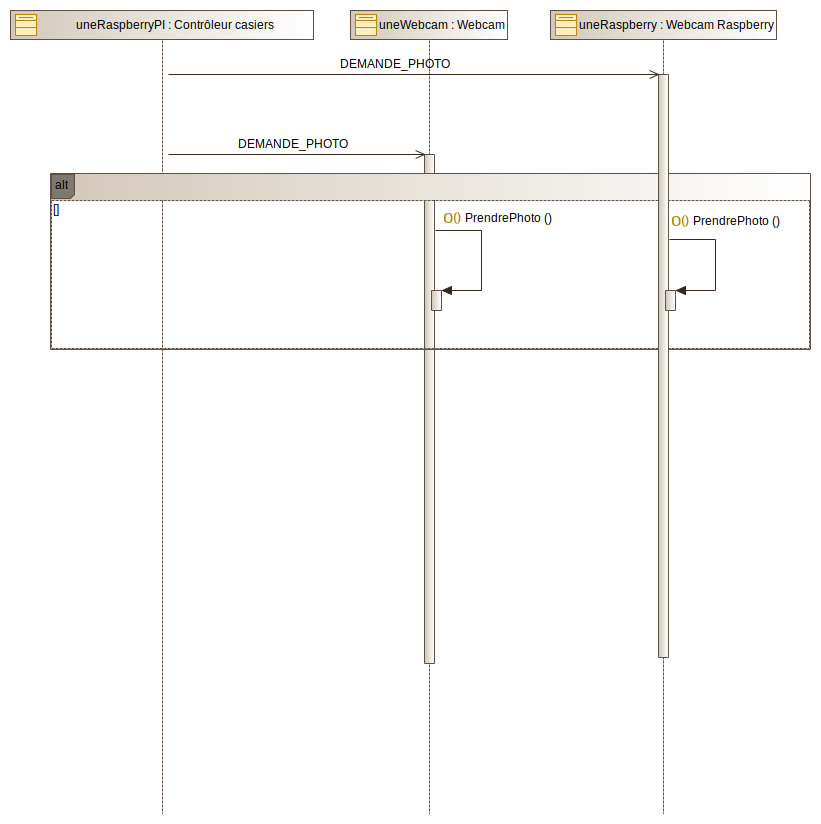 uneRaspberryPI : Contrôleur casiers
uneWebcam : Webcam
uneRaspberry : Webcam Raspberry
DEMANDE_PHOTO
DEMANDE_PHOTO
alt
[]
O() PrendrePhoto ()
O() PrendrePhoto ()